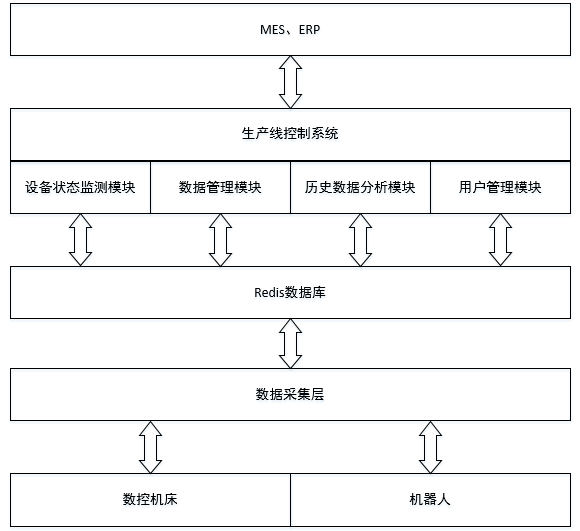 MES、ERP
生产线控制系统
设备状态监测模块
数据管理模块
历史数据分析模块
用户管理模块
Redis数据库
数据采集层
数控机床
机器人